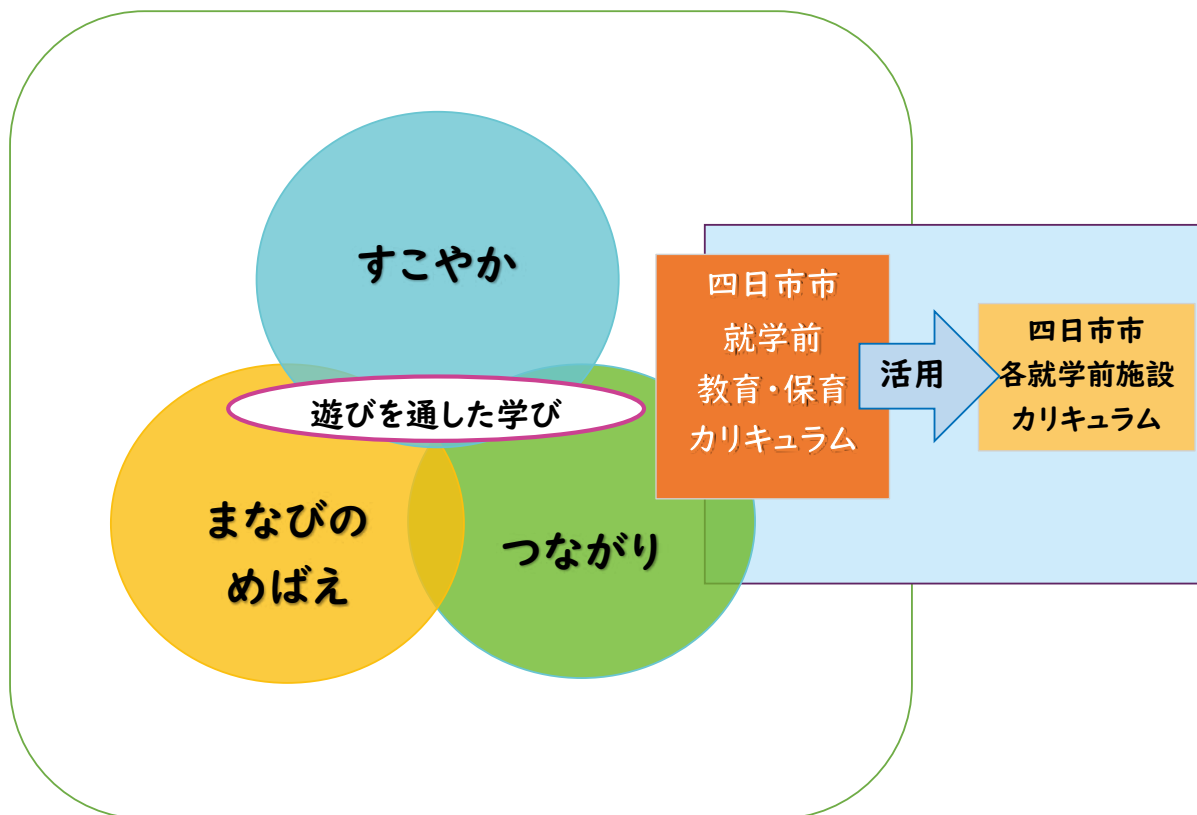 すこやか
遊びを通した学び
まなびの
めばえ
つながり
四日市市
就学前
教育・保育
カリキュラム
活用
四日市市
各就学前施設
カリキュラム